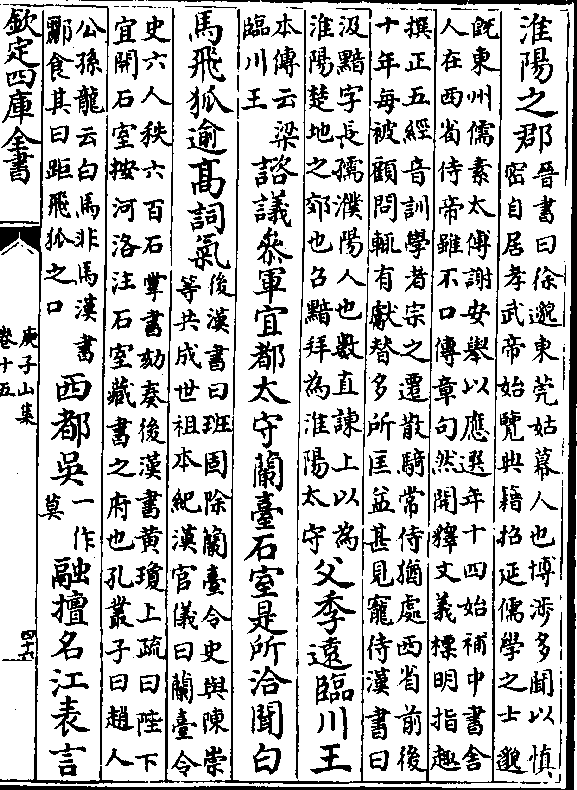 淮陽之郡
晉書曰徐邈東莞姑幕人也博涉多聞以慎
密自居孝武帝始覽典籍招延儒學之士邈
既東州儒素太傅謝安舉以應選年十四始補中書舍
人在西省侍帝雖不口傳章句然開釋文義標明指趣
撰正五經音訓學者宗之遷散騎常侍猶處西省前後
十年每被顧問輒有獻替多所匡益甚見寵侍漢書曰
汲黯字長孺濮陽人也數直諫上以為
淮陽楚地之郊也召黯拜為淮陽太守
父季遠臨川王
本傳云梁
臨川王
諮議叅軍宜都太守蘭臺石室是所洽聞白
馬飛狐逾髙詞氣
後漢書曰班固除蘭臺令史與陳崇
等共成世祖本紀漢官儀曰蘭臺令
史六人秩六百石掌書劾奏後漢書黄瓊上疏曰陛下
宜開石室按河洛注石室藏書之府也孔叢子曰趙人
公孫龍云白馬非馬漢書
酈食其曰距飛狐之口
西都吳
一作
莫
融擅名江表言
欽定四庫全書
庾子山集
卷十五
四十六